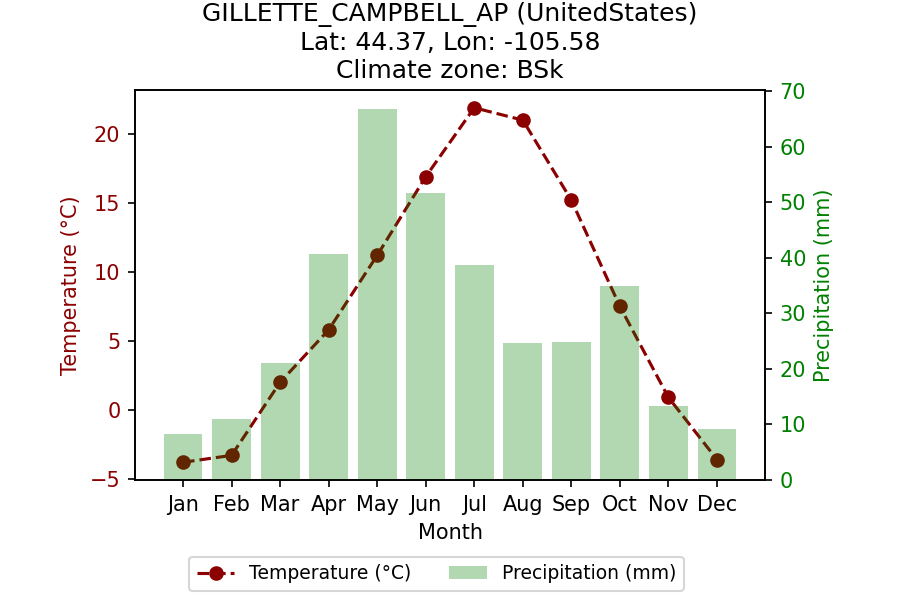 GILLETTE_CAMPBELL_AP (UnitedStates)
Lat: 44.37, Lon: -105.58
Climate zone: BSk
Temperature (°C)
20
15
10
5
0
−5
70
60
50
40
30
20
10
0
Precipitation (mm)
Jan Feb Mar Apr May Jun Jul Aug Sep Oct Nov Dec
Month
Temperature (°C) Precipitation (mm)